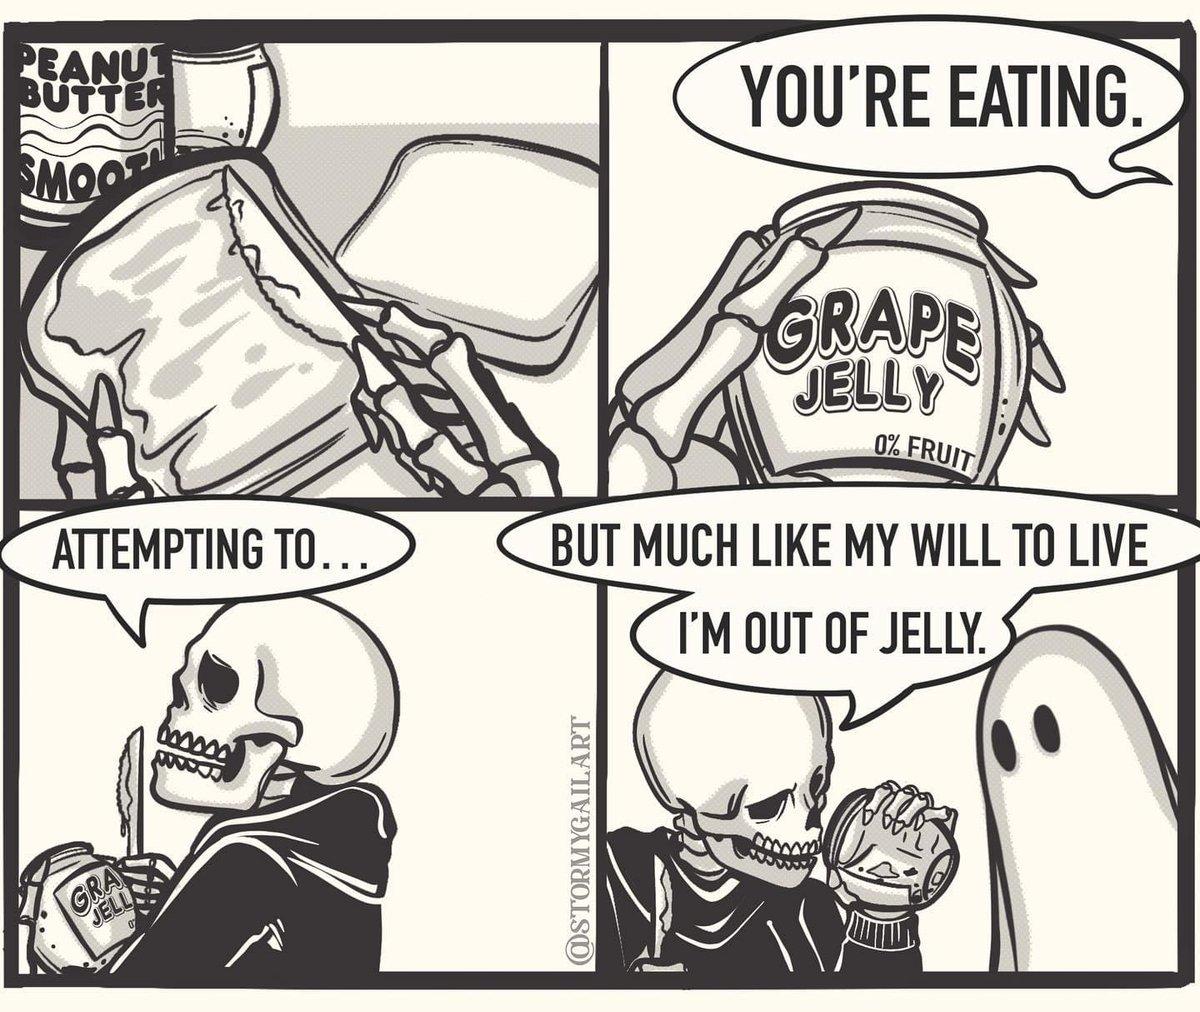 PEANUT
BUTTER
SMOOTH
YOU'RE EATING.
GRAPE
JELLY
0% FRUIT
ATTEMPTING TO...
GRA
JELL
BUT MUCH LIKE MY WILL TO LIVE
I'M OUT OF JELLY.
@STORMYGAILART